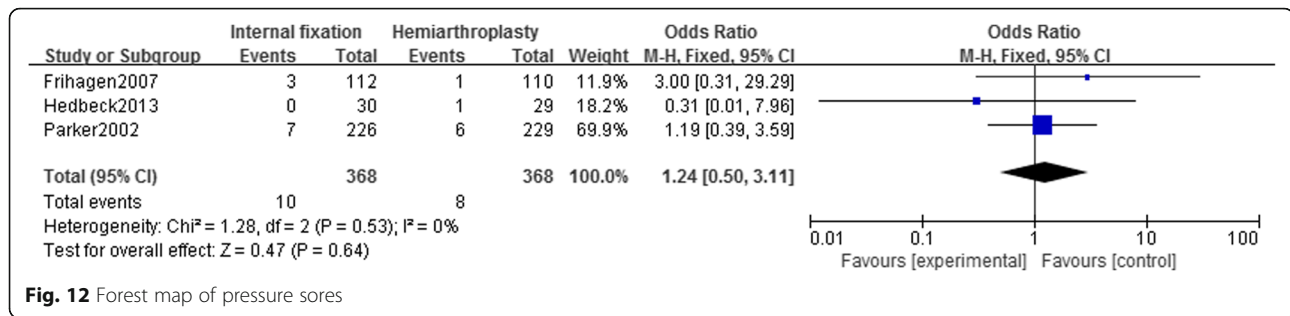 Internal fixation Hemiarthroplasty Odds Ratio Odds Ratio
Study or Subgroup Events Total Events Total Weight M-H, Fixed, 95% CI M-H, Fixed, 95% CI
Frihagen2007 3 112 1 110 11.9% 3.00 [0.31, 29.29]
Hedbeck2013 0 30 1 29 18.2% 0.31 [0.01, 7.96]
Parker2002 7 226 6 229 69.9% 1.19 [0.39, 3.59]
Total (95% CI) 368 368 100.0% 1.24 [0.50, 3.11]
Total events 10 8
Heterogeneity: Chi² = 1.28, df = 2 (P = 0.53); I² = 0%
Test for overall effect: Z = 0.47 (P = 0.64)
0.01 0.1 1 10 100
Favours [experimental] Favours [control]
Fig. 12 Forest map of pressure sores